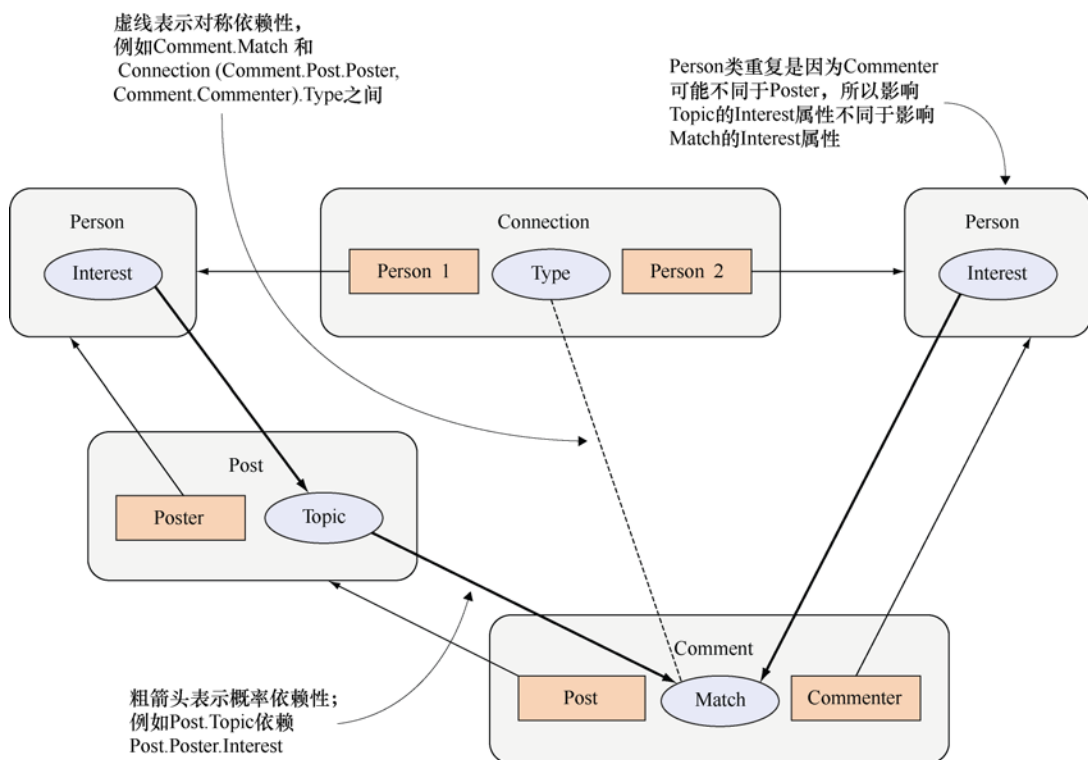 虚线表示对称依赖性，
例如Comment.Match 和
Connection (Comment.Post.Poster,
Comment.Commenter).Type之间
Person类重复是因为Commenter
可能不同于Poster，所以影响
Topic的Interest属性不同于影响
Match的Interest属性
Person
Interest
Connection
Person 1
Type
Person 2
Person
Interest
Post
Poster
Topic
Comment
Post
Match
Commenter
粗箭头表示概率依赖性；
例如Post.Topic依赖
Post.Poster.Interest